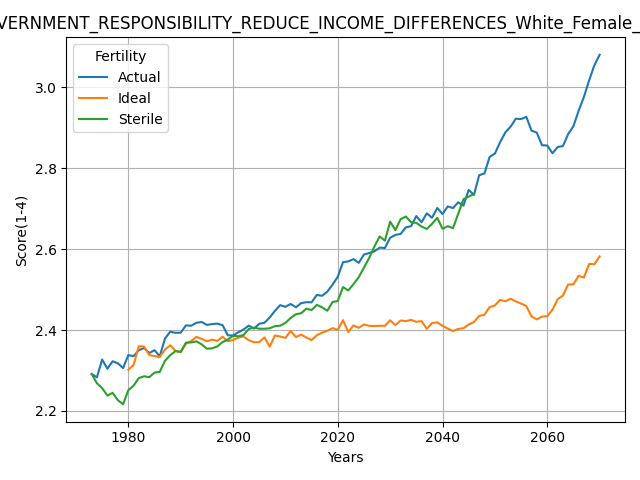 VERNMENT_RESPONSIBILITY_REDUCE_INCOME_DIFFERENCES_White_Female_
Fertility
Actual
Ideal
Sterile
Score(1-4)
3.0
2.8
2.6
2.4
2.2
1980 2000 2020 2040 2060
Years